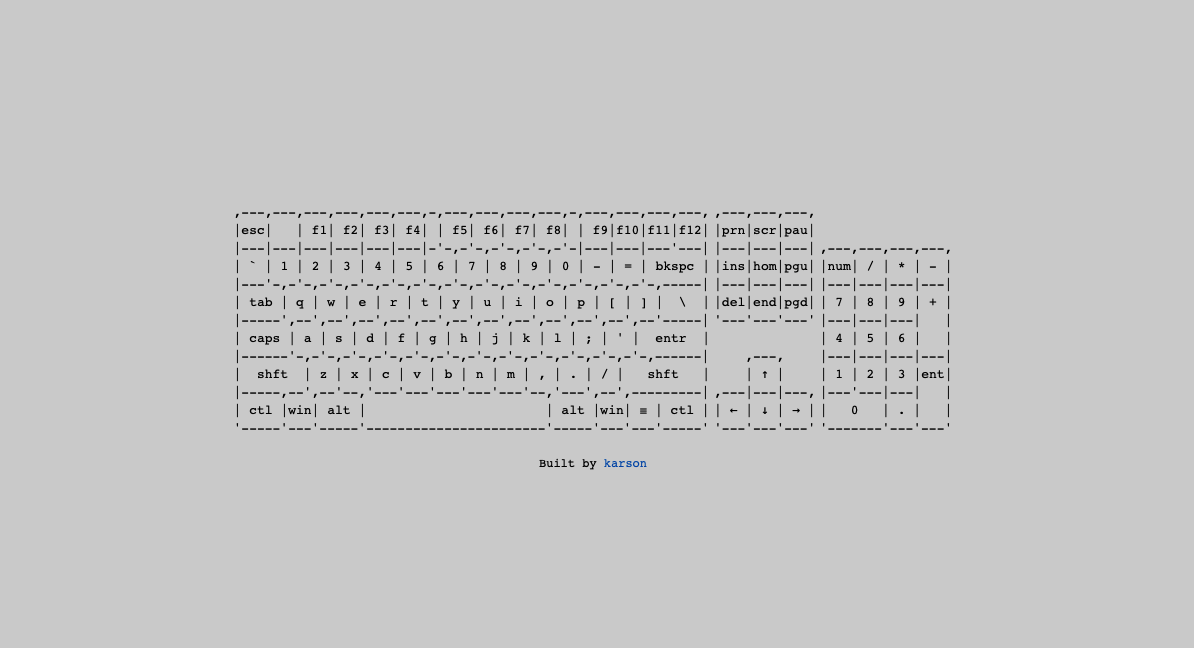 ,---,---,---,---,---,---,-,---,---,---,---,-,---,---,---,---, ,---,---,---,
|esc|   | f1| f2| f3| f4| | f5| f6| f7| f8| | f9|f10|f11|f12| |prn|scr|pau|
|---|---|---|---|---|---|-'-,-'-,-'-,-'-,-'-|---|---|---'---| |---|---|---| ,---,---,---,---,
| ` | 1 | 2 | 3 | 4 | 5 | 6 | 7 | 8 | 9 | 0 | - | = | bkspc | |ins|hom|pgu| |num| / | * | - |
|---'-,-'-,-'-,-'-,-'-,-'-,-'-,-'-,-'-,-'-,-'-,-'-,-'-,-----| |---|---|---| |---|---|---|---|
| tab | q | w | e | r | t | y | u | i | o | p | [ | ] |  \  | |del|end|pgd| | 7 | 8 | 9 | + |
|-----',--',--',--',--',--',--',--',--',--',--',--',--'-----| '---'---'---' |---|---|---|   |
| caps | a | s | d | f | g | h | j | k | l | ; | ' |  entr  |               | 4 | 5 | 6 |   |
|------'-,-'-,-'-,-'-,-'-,-'-,-'-,-'-,-'-,-'-,-'-,-'-,------|     ,---,     |---|---|---|---|
|  shft  | z | x | c | v | b | n | m | , | . | / |   shft   |     | ↑ |     | 1 | 2 | 3 |ent|
|-----,--',--'--,'---'---'---'---'---'--,'---',--',---------| ,---|---|---, |---'---|---|   |
| ctl |win| alt |                       | alt |win| ≡ | ctl | | ← | ↓ | → | |   0   | . |   |
'-----'---'-----'-----------------------'-----'---'---'-----' '---'---'---' '-------'---'---'
Built by karson